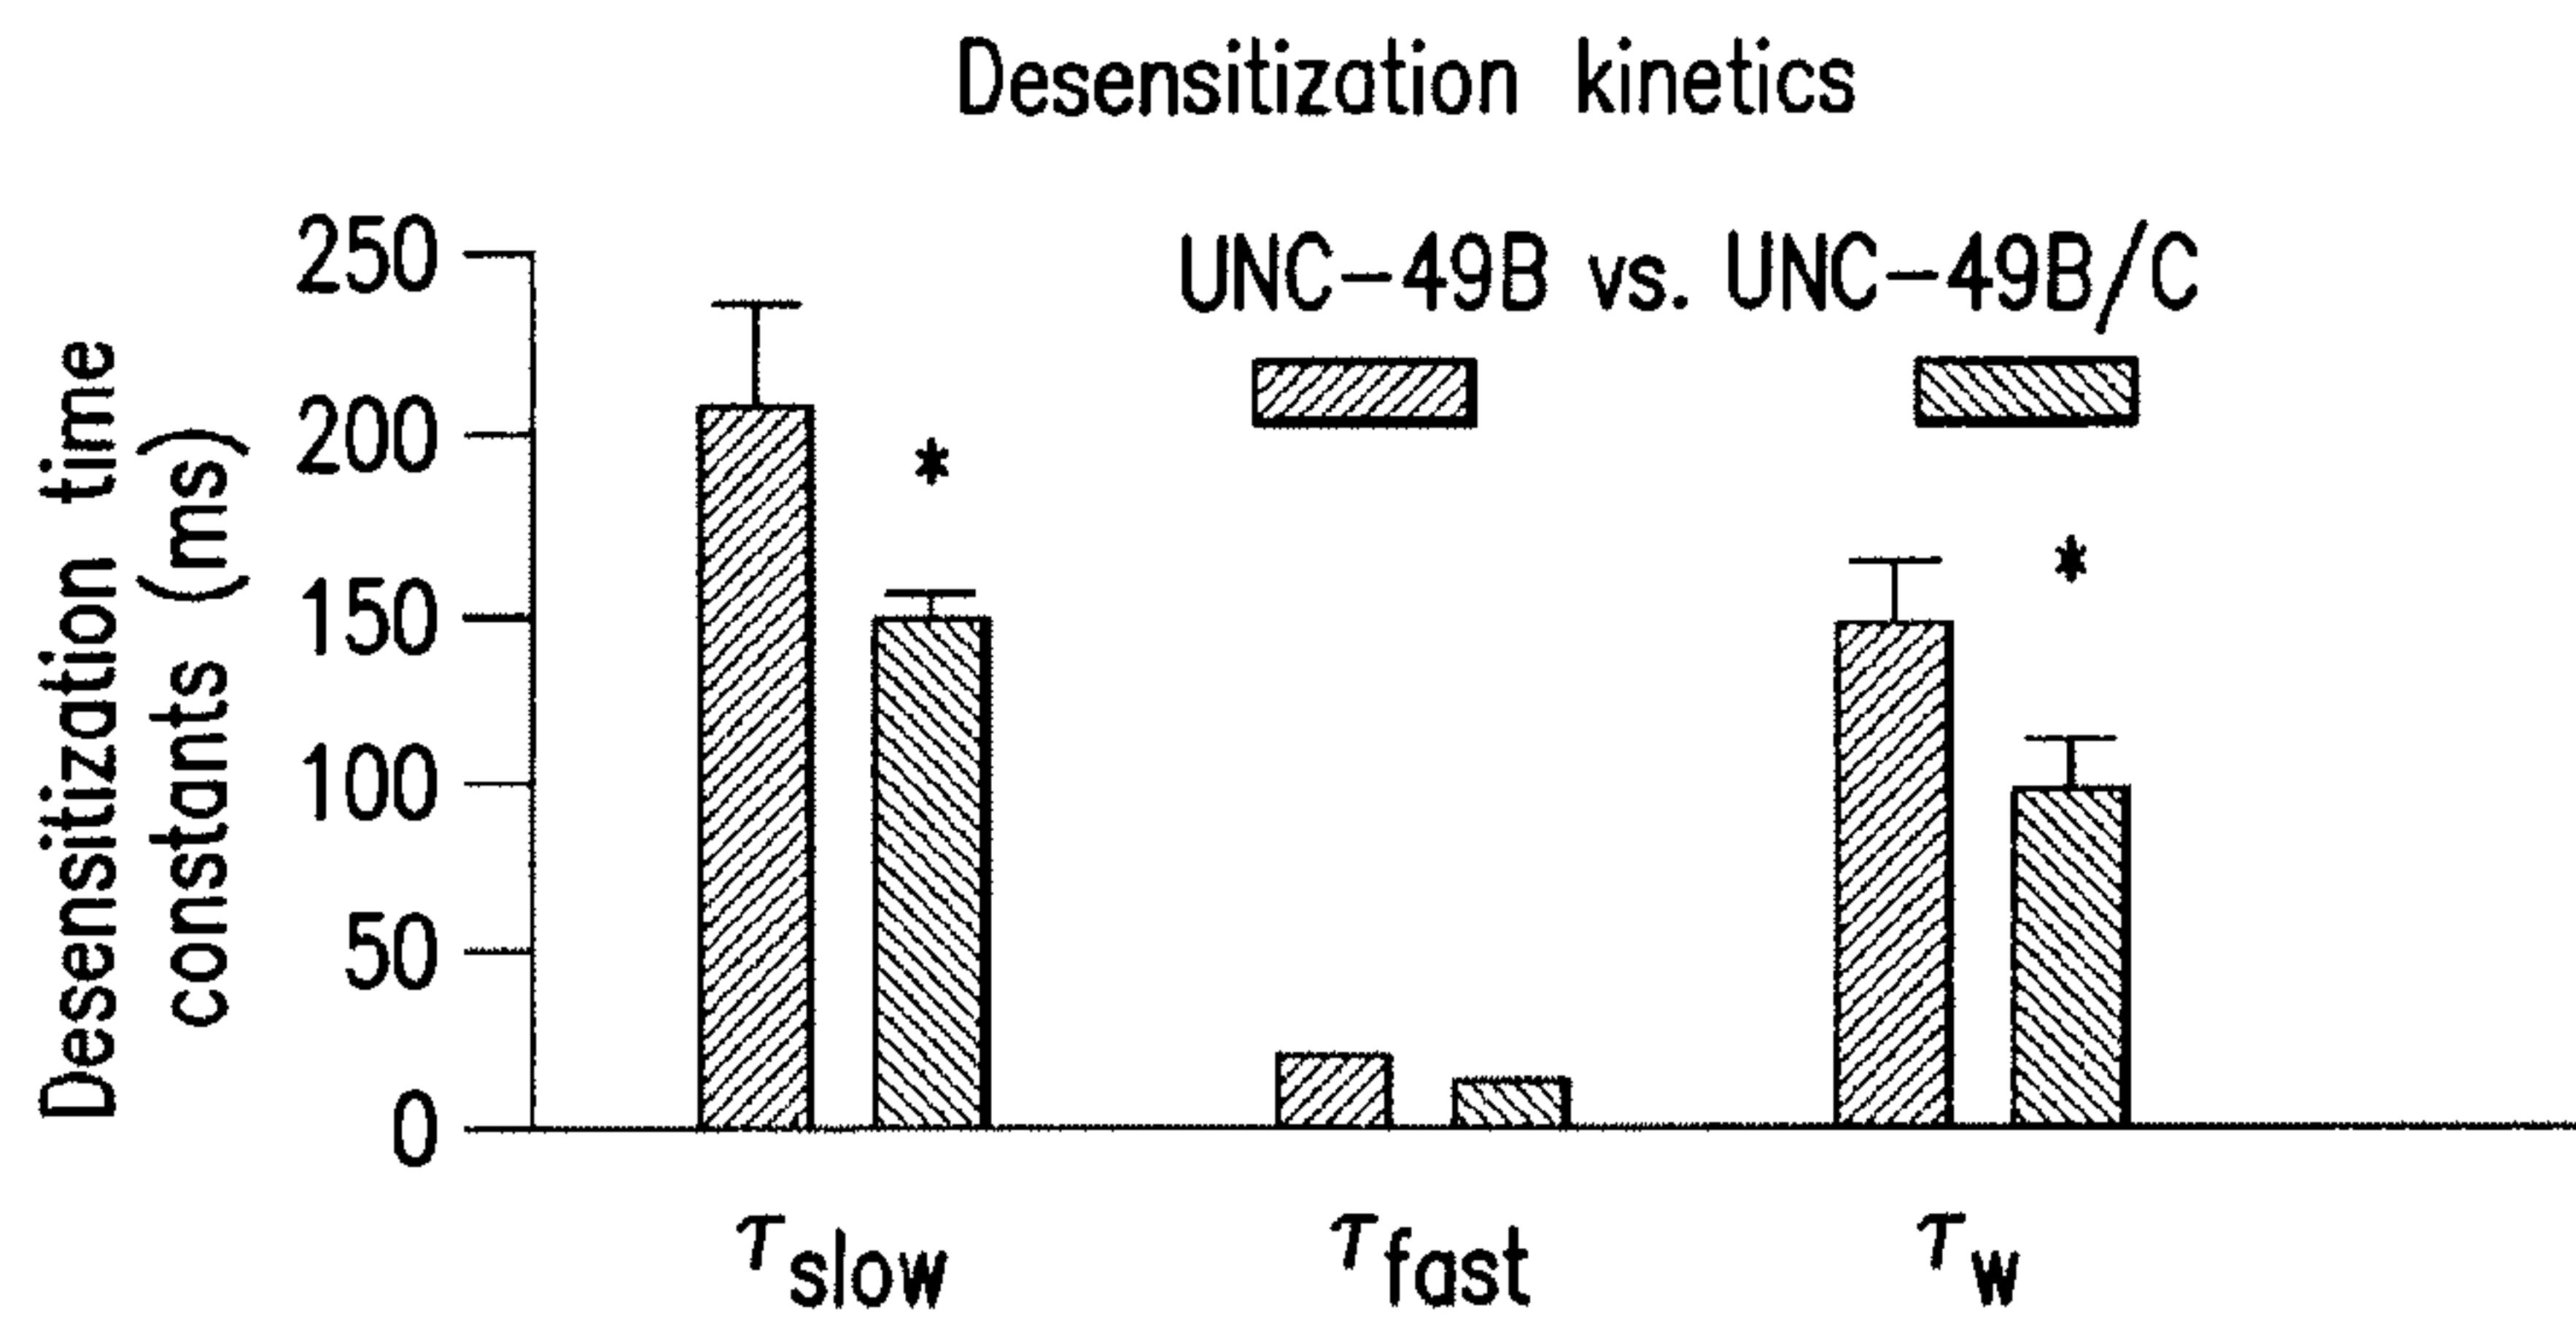 Desensitization kinetics
UNC-49B vs. UNC-49B/C
Desensitization time
constants (ms)
250
200
150
100
50
0
*
*
τslow
τfast
τw